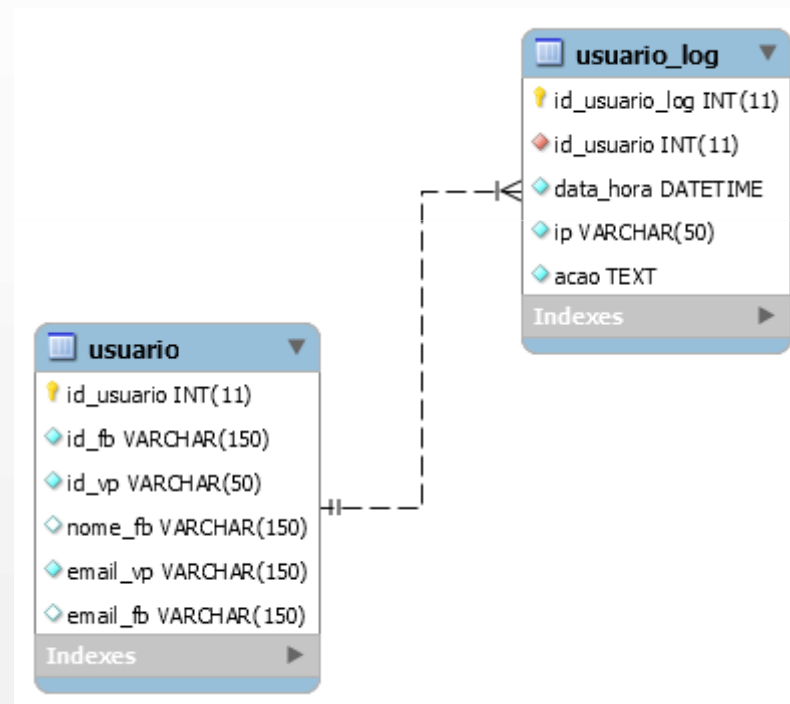 usuario_log
id_usuario_log INT(11)
id_usuario INT(11)
data_hora DATETIME
ip VARCHAR(50)
acao TEXT
Indexes
usuario
id_usuario INT(11)
id_fb VARCHAR(150)
id_vp VARCHAR(50)
nome_fb VARCHAR(150)
email_vp VARCHAR(150)
email_fb VARCHAR(150)
Indexes